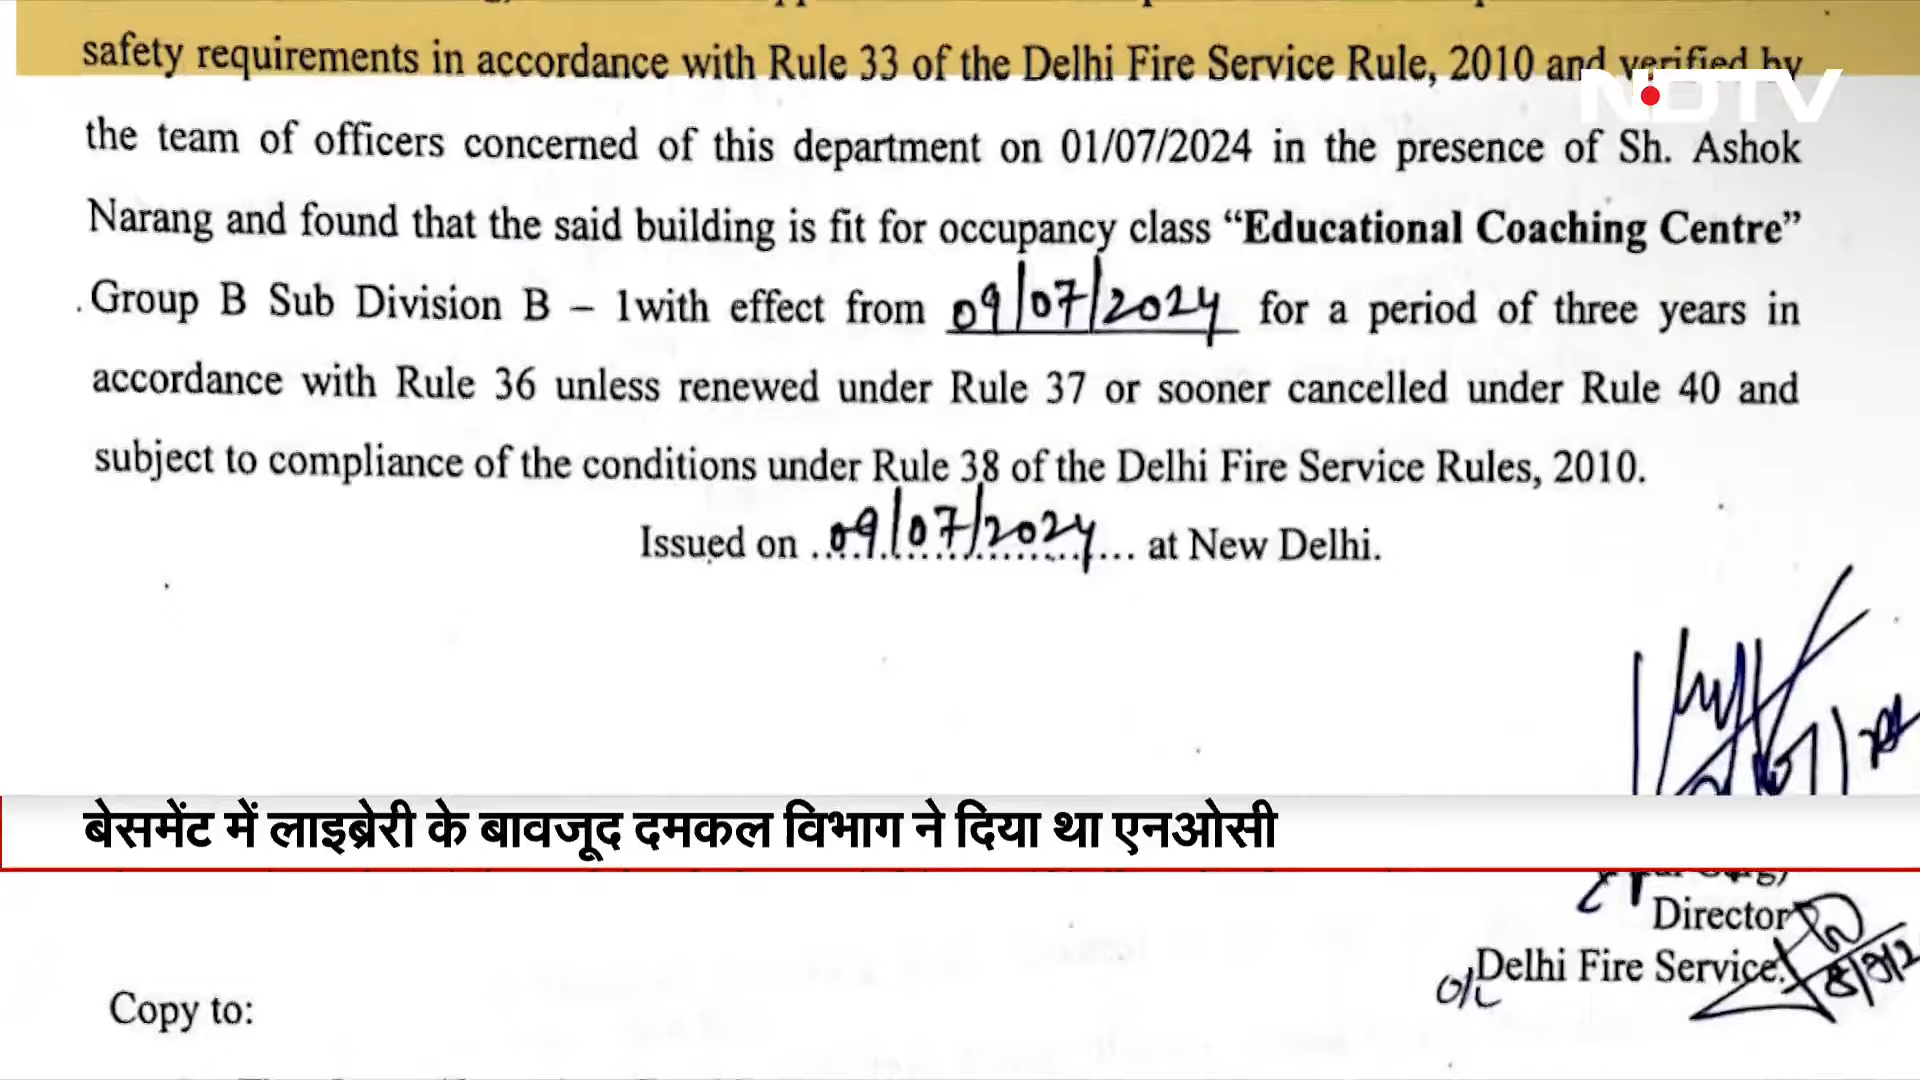 safety requirements in accordance with Rule 33 of the Delhi Fire Service Rule, 2010 and verified by
NDTV
the team of officers concerned of this department on 01/07/2024 in the presence of Sh. Ashok
Narang and found that the said building is fit for occupancy class “Educational Coaching Centre”
Group B Sub Division B – 1with effect from 09/07/2024 for a period of three years in
accordance with Rule 36 unless renewed under Rule 37 or sooner cancelled under Rule 40 and
subject to compliance of the conditions under Rule 38 of the Delhi Fire Service Rules, 2010.
Issued on ..09/07/2024... at New Delhi.
बेसमेंट में लाइब्रेरी के बावजूद दमकल विभाग ने दिया था एनओसी
Director
Delhi Fire Service.
Copy to: